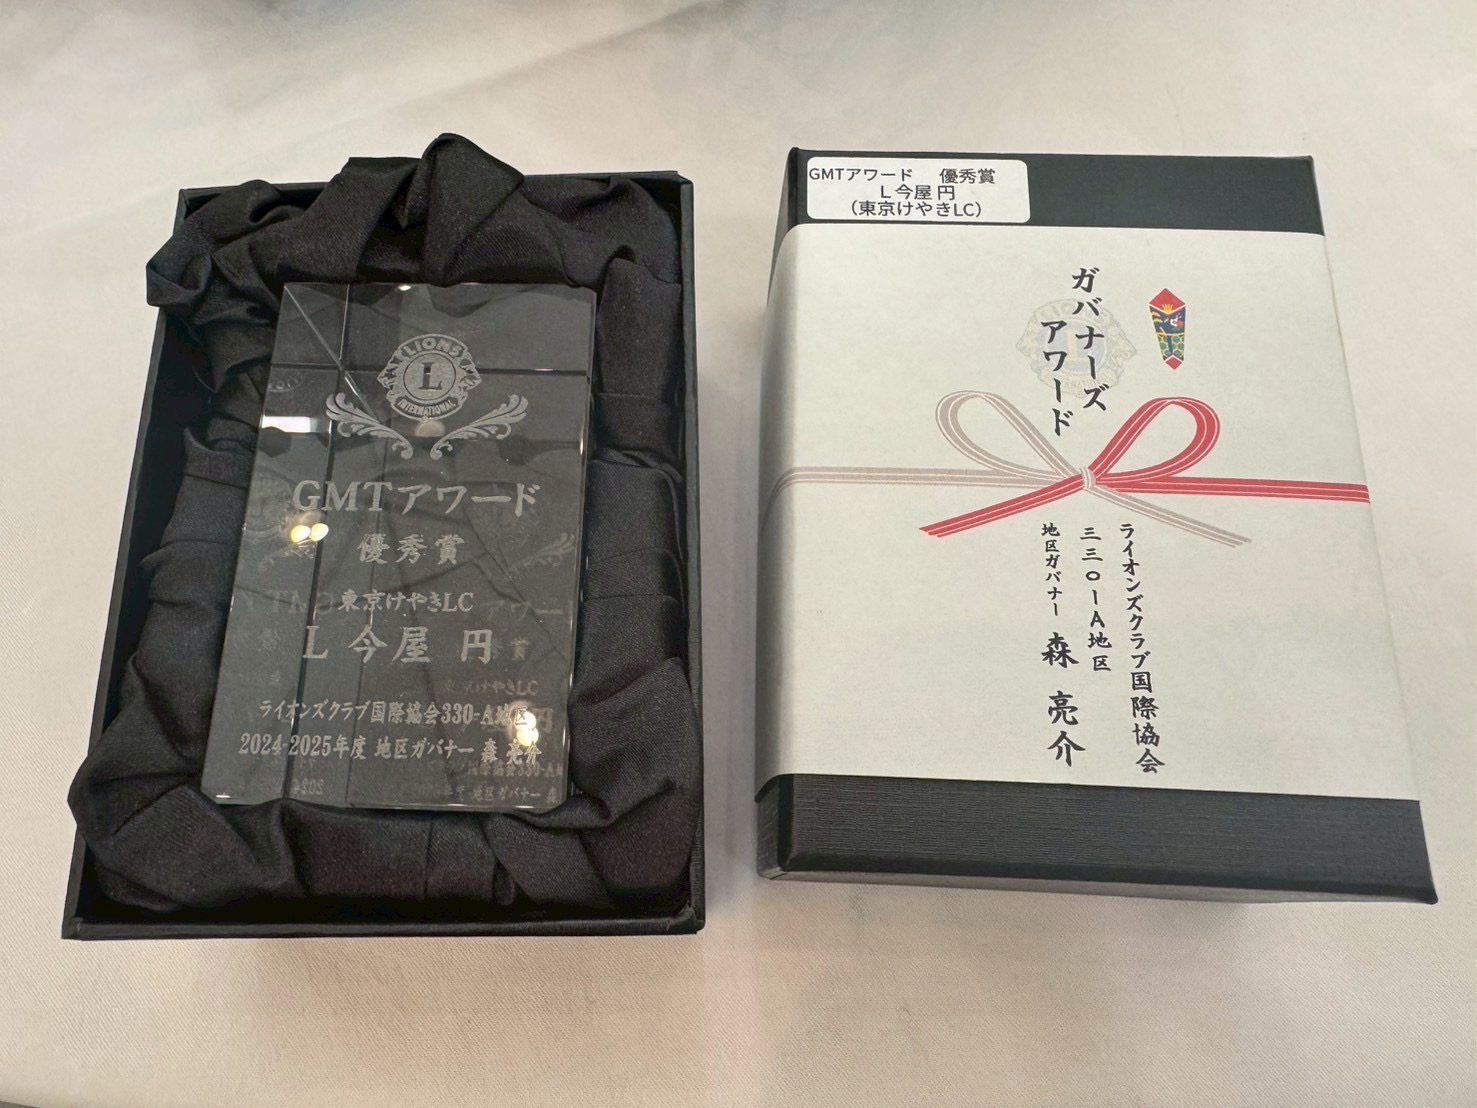 LIONS
L
INTERNATIONAL
GMTアワード
優秀賞
東京けやきLC
L 今屋 円
ライオンズクラブ国際協会330-A地区
2024-2025年度 地区ガバナー 森 亮介
GMTアワード 優秀賞
L 今屋 円
（東京けやきLC）
ガバナーズ
アワード
ライオンズクラブ国際協会
三三〇ーA地区
地区ガバナー 森 亮介